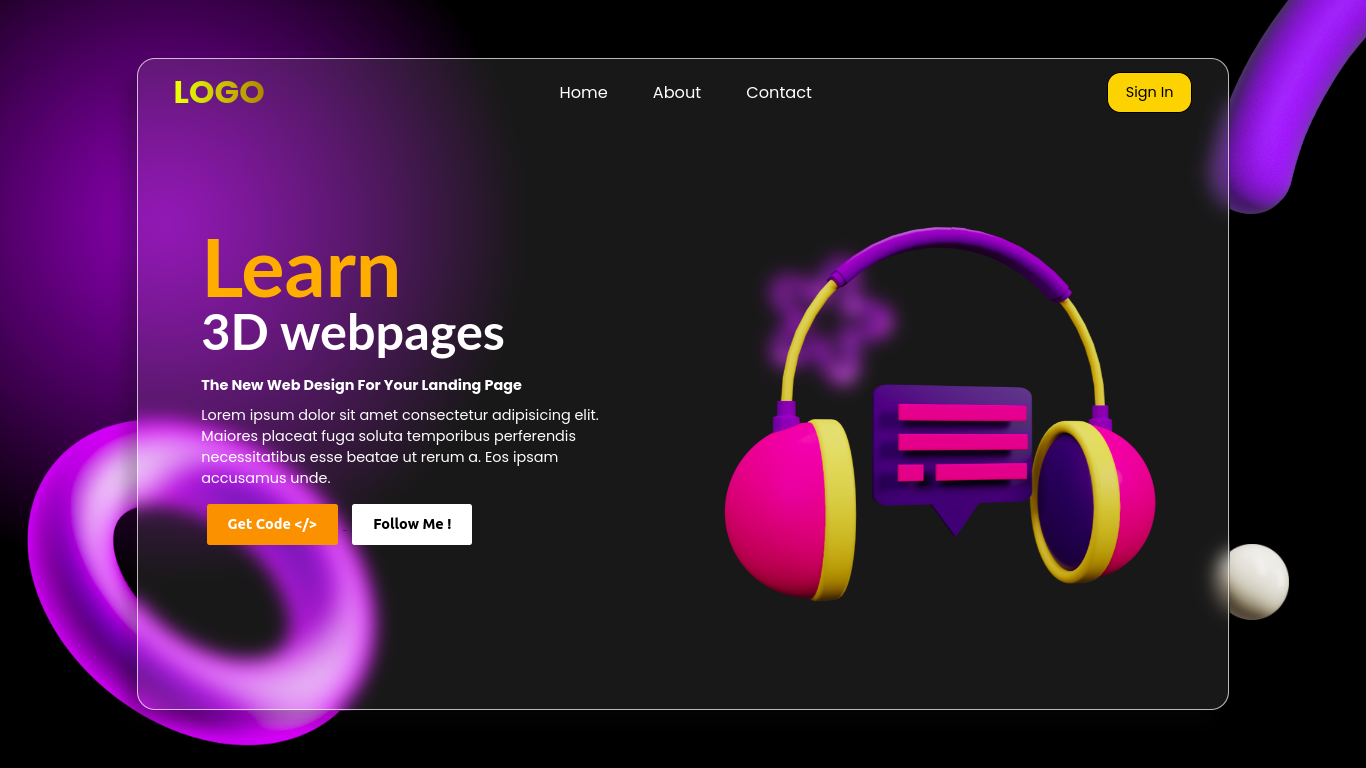 LOGO
Home
About
Contact
Sign In
Learn
3D webpages
The New Web Design For Your Landing Page
Lorem ipsum dolor sit amet consectetur adipisicing elit.
Maiores placeat fuga soluta temporibus perferendis
necessitatibus esse beatae ut rerum a. Eos ipsam
accusamus unde.
Get Code </>
Follow Me !